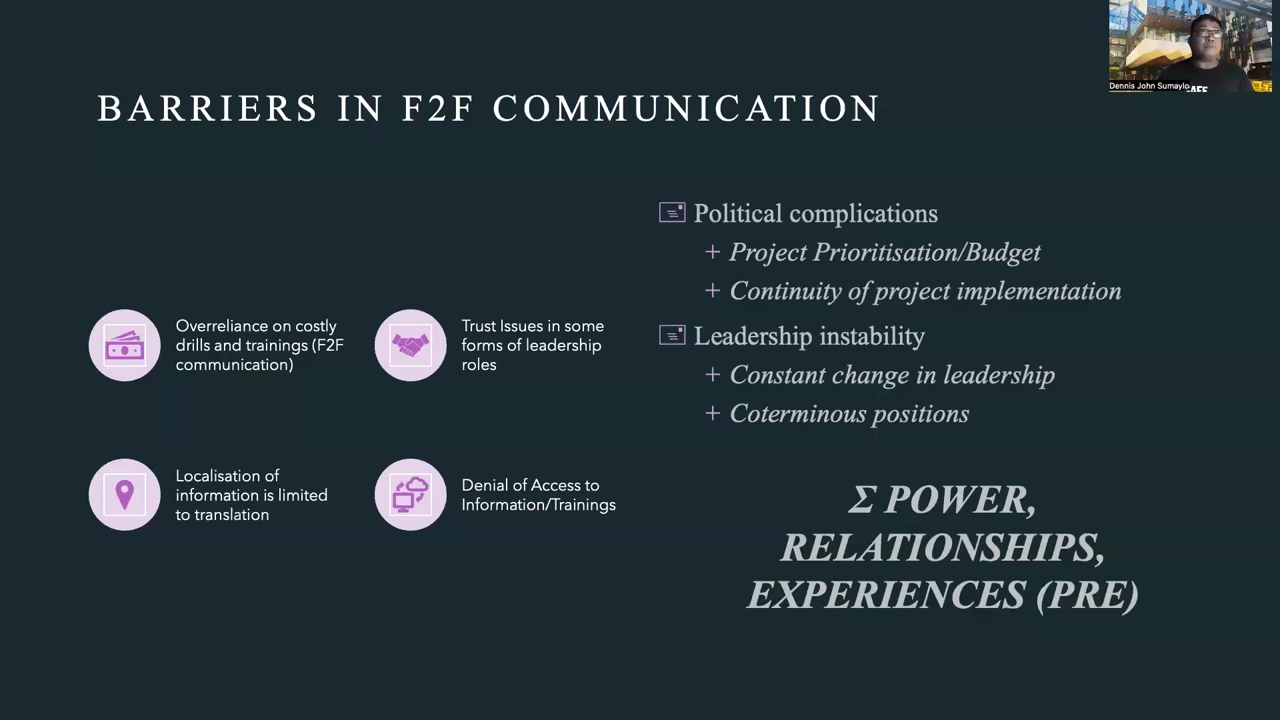 BARRIERS IN F2F COMMUNICATION
Dennis John Sumaylo
Overreliance on costly
drills and trainings (F2F
communication)
Trust Issues in some
forms of leadership
roles
Localisation of
information is limited
to translation
Denial of Access to
Information/Trainings
Political complications
+ Project Prioritisation/Budget
+ Continuity of project implementation
Leadership instability
+ Constant change in leadership
+ Coterminous positions
Σ POWER,
RELATIONSHIPS,
EXPERIENCES (PRE)